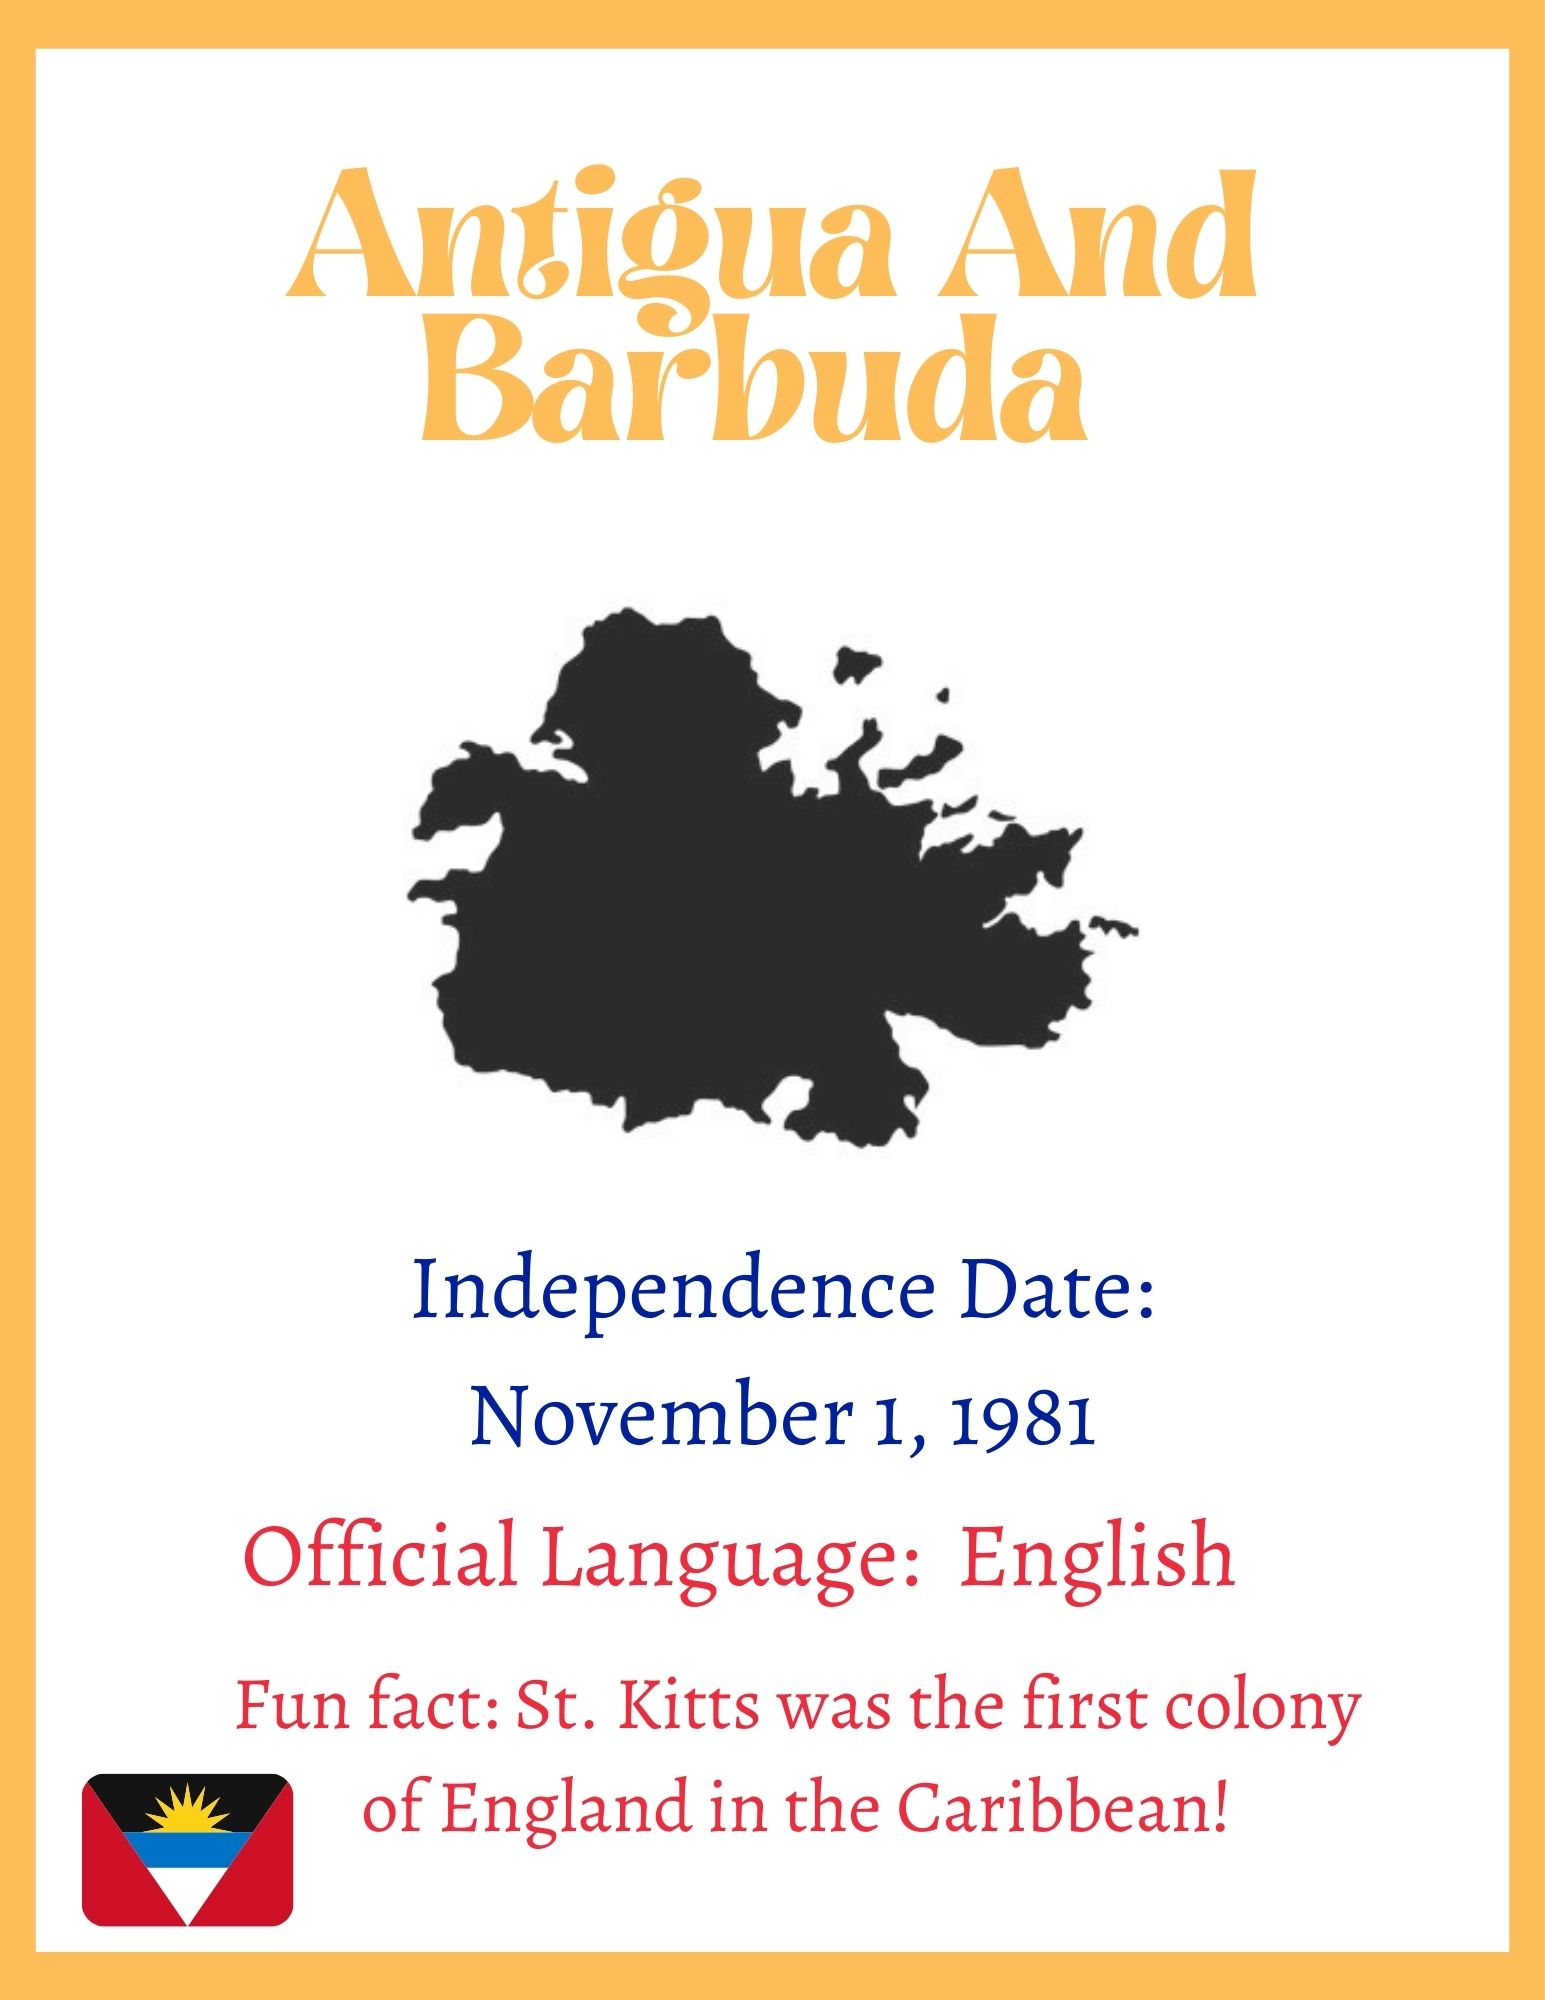 Antigua And
Barbuda
Independence Date:
November 1, 1981
Official Language: English
Fun fact: St. Kitts was the first colony
of England in the Caribbean!